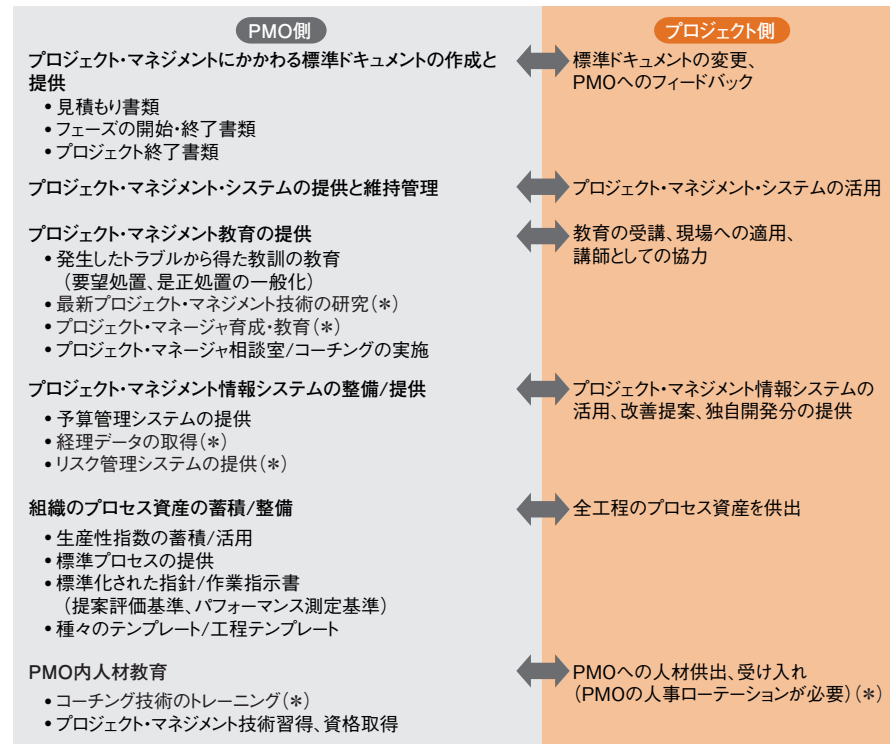 PMO側
プロジェクト側
プロジェクト・マネジメントにかかわる標準ドキュメントの作成と
提供
標準ドキュメントの変更、
PMOへのフィードバック
•見積もり書類
•フェーズの開始・終了書類
•プロジェクト終了書類
プロジェクト・マネジメント・システムの提供と維持管理
プロジェクト・マネジメント・システムの活用
プロジェクト・マネジメント教育の提供
教育の受講、現場への適用、
講師としての協力
•発生したトラブルから得た教訓の教育
（要望処置、是正処置の一般化）
•最新プロジェクト・マネジメント技術の研究（＊）
•プロジェクト・マネージャ育成・教育（＊）
•プロジェクト・マネージャ相談室/コーチングの実施
プロジェクト・マネジメント情報システムの整備/提供
プロジェクト・マネジメント情報システムの
活用、改善提案、独自開発分の提供
•予算管理システムの提供
•経理データの取得（＊）
•リスク管理システムの提供（＊）
組織のプロセス資産の蓄積/整備
全工程のプロセス資産を供出
•生産性指数の蓄積/活用
•標準プロセスの提供
•標準化された指針/作業指示書
（提案評価基準、パフォーマンス測定基準）
•種々のテンプレート/工程テンプレート
PMO内人材教育
PMOへの人材供出、受け入れ
（PMOの人事ローテーションが必要）（＊）
•コーチング技術のトレーニング（＊）
•プロジェクト・マネジメント技術習得、資格取得